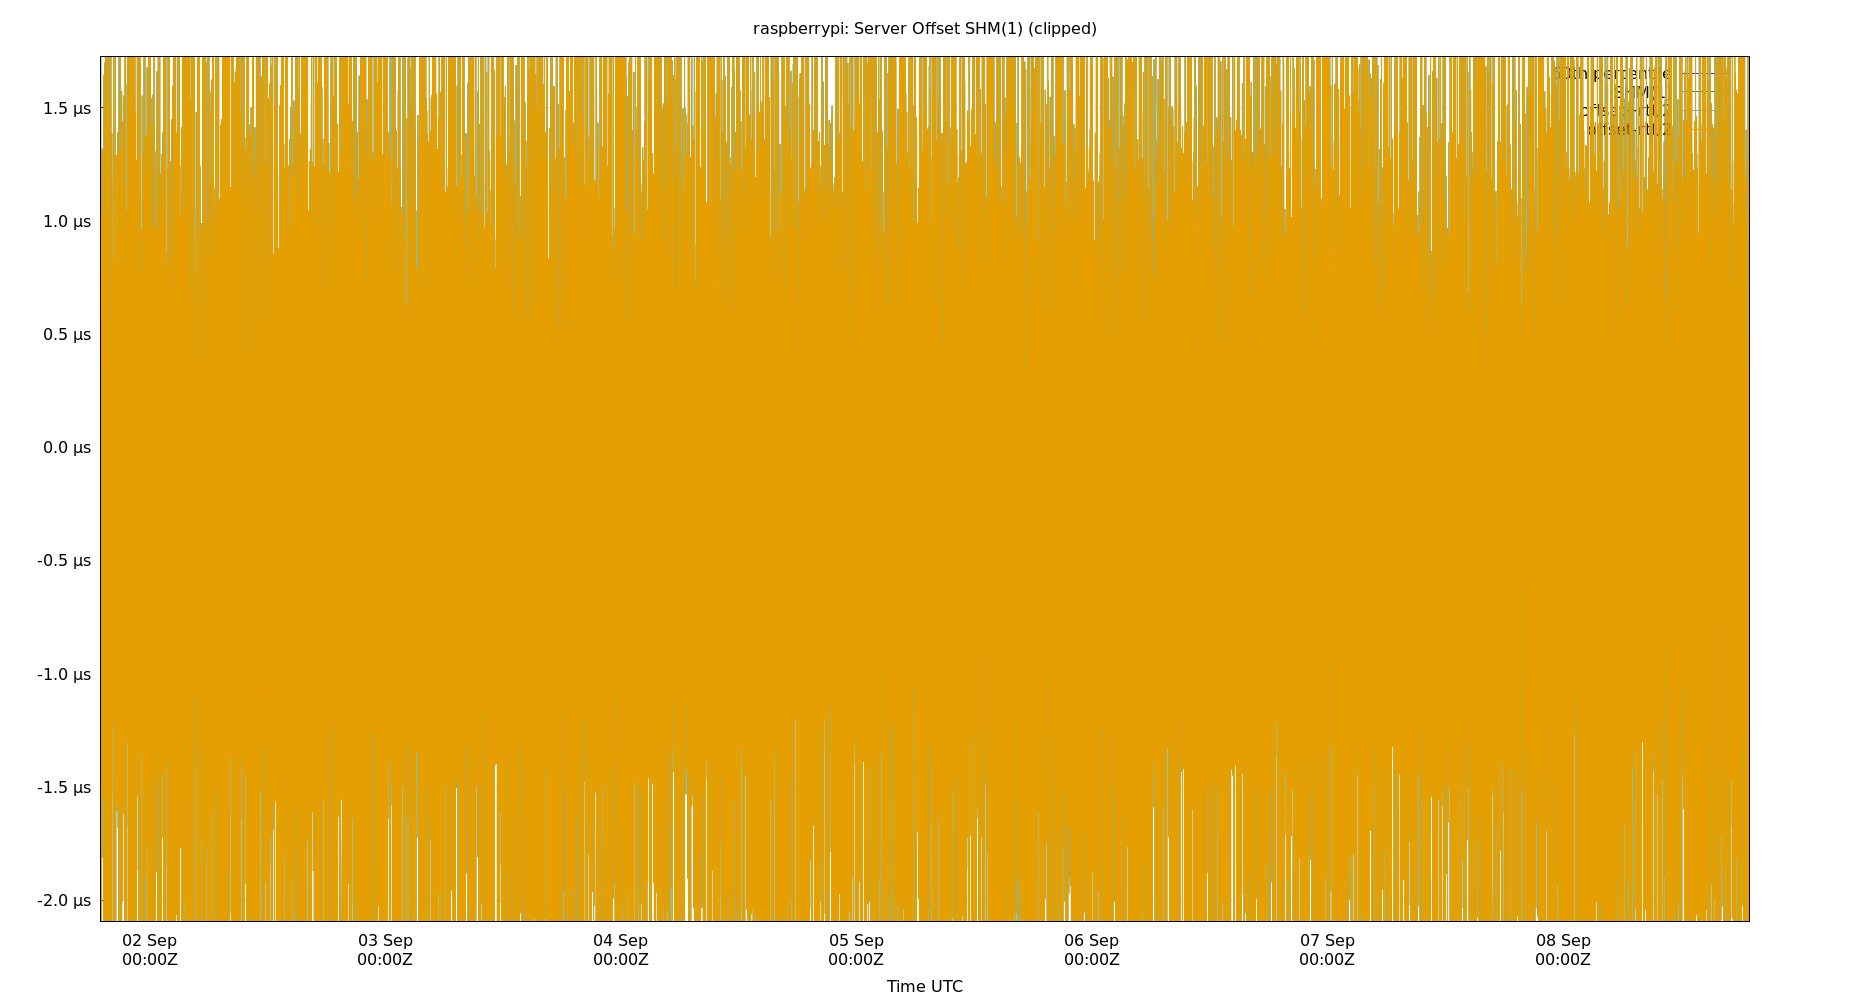 raspberrypi: Server Offset SHM(1) (clipped)
1.5 µs
1.0 µs
0.5 µs
0.0 µs
-0.5 µs
-1.0 µs
-1.5 µs
-2.0 µs
percentile
02 Sep 03 Sep 04 Sep 05 Sep 06 Sep 07 Sep 08 Sep
00:00Z 00:00Z 00:00Z 00:00Z 00:00Z 00:00Z 00:00Z
Time UTC